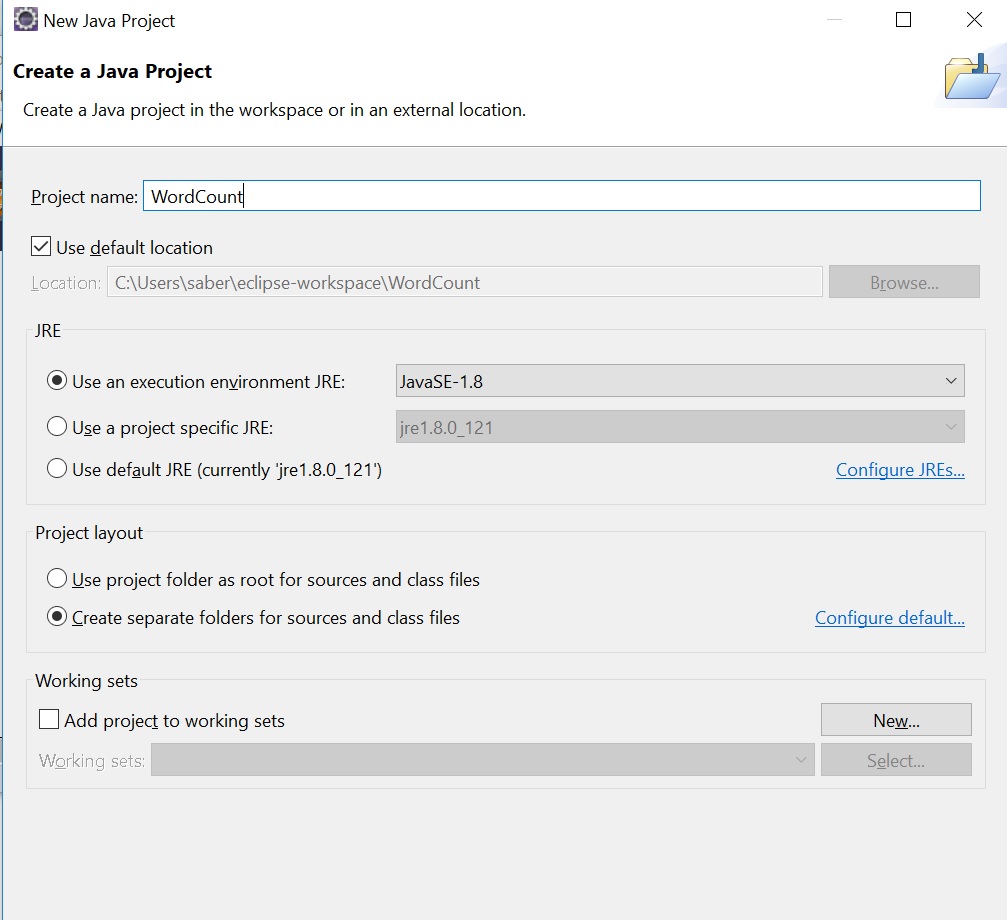 New Java Project
Create a Java Project
Create a Java project in the workspace or in an external location.
Project name: WordCount
Use default location
Location: C:\Users\saber\eclipse-workspace\WordCount Browse...
JRE
Use an execution environment JRE: JavaSE-1.8
Use a project specific JRE: jre1.8.0_121
Use default JRE (currently 'jre1.8.0_121') Configure JREs...
Project layout
Use project folder as root for sources and class files
Create separate folders for sources and class files Configure default...
Working sets
Add project to working sets New...
Working sets: Select...